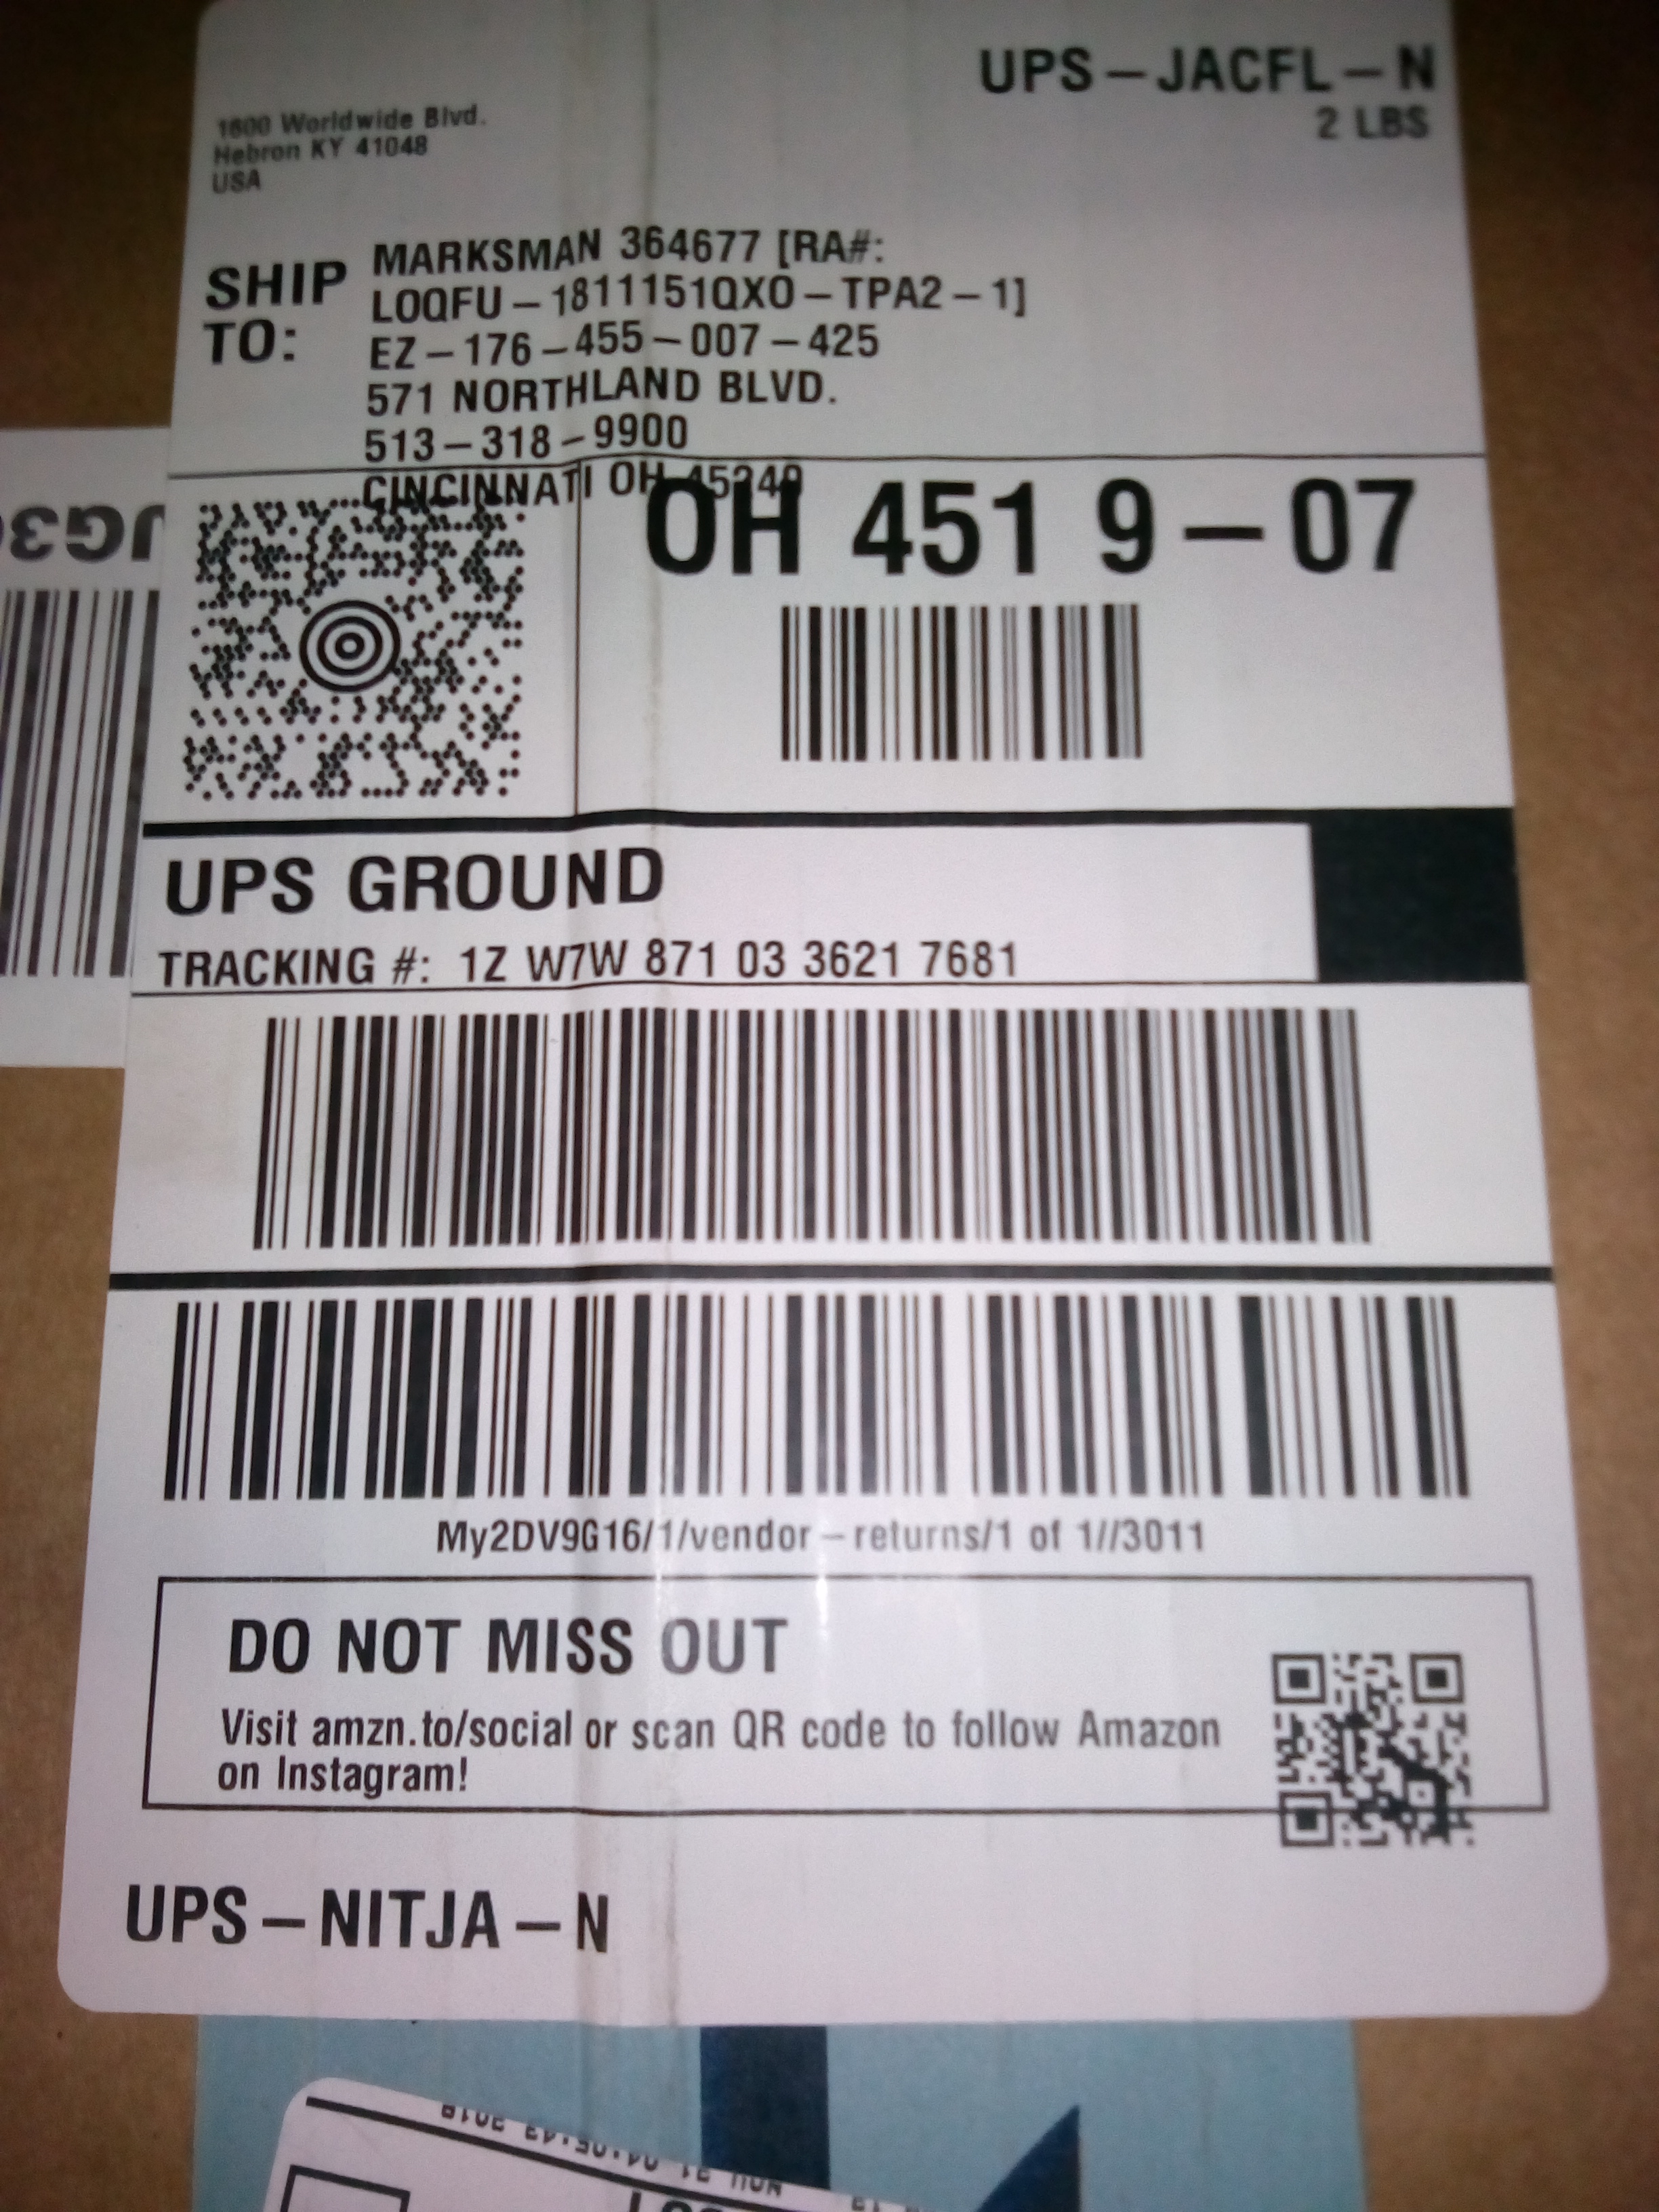 UPS-JACFL-N
2 LBS
1600 Worldwide Blvd.
Hebron KY 41048
USA
SHIP TO:
MARKSMAN 364677 [RA#:
LOQFU-1811151QXO-TPA2-1]
EZ-176-455-007-425
571 NORTHLAND BLVD.
513-318-9900
CINCINNATI OH 45240
OH 451 9-07
UPS GROUND
TRACKING #: 1Z W7W 871 03 3621 7681
My2DV9G16/1/vendor-returns/1 of 1//3011
DO NOT MISS OUT
Visit amzn.to/social or scan QR code to follow Amazon
on Instagram!
UPS-NITJA-N